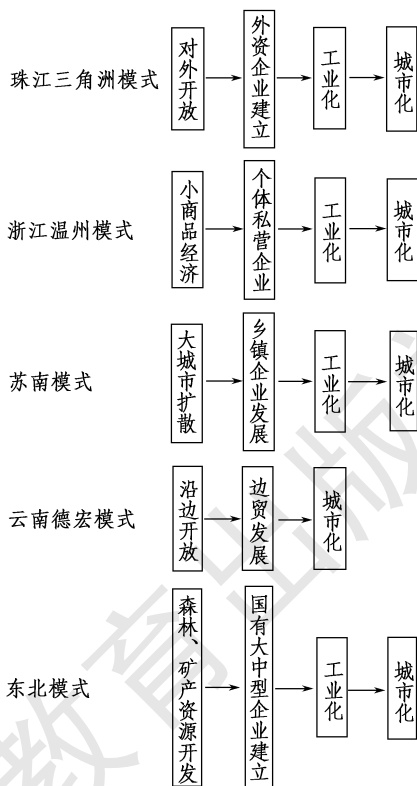 珠江三角洲模式 对外开放 外资企业建立 工业化 城市化
浙江温州模式 小商品经济 个体私营企业 工业化 城市化
苏南模式 大城市扩散 乡镇企业发展 工业化 城市化
云南德宏模式 沿边开放 边贸发展 城市化
东北模式 森林、矿产资源开发 国有大中型企业建立 工业化 城市化
教育出版